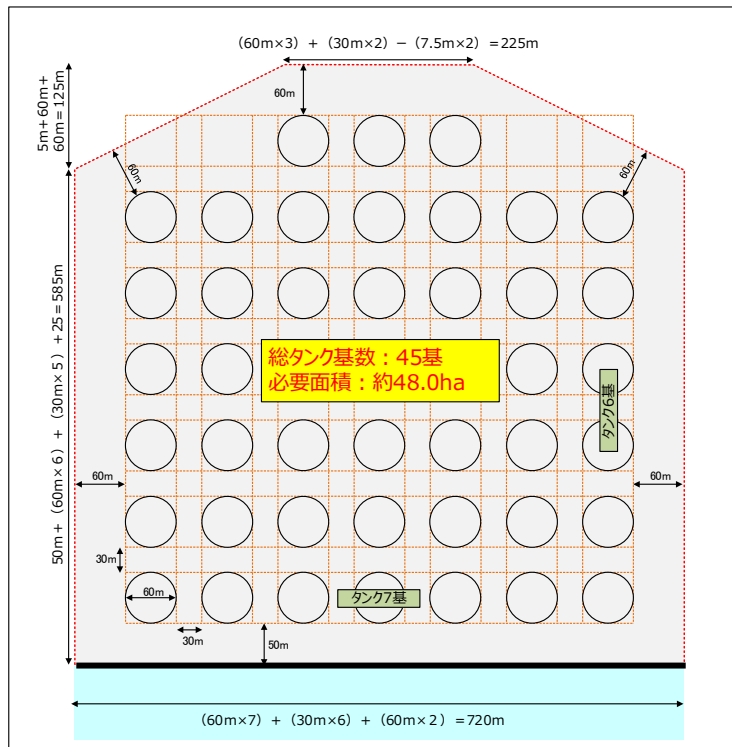 （60m×3）＋（30m×2）－（7.5m×2）＝225m
5m＋60m＋
60m＝125m
60m
60m
60m
50m＋（60m×6）＋（30m×5）＋25＝585m
総タンク基数：45基
必要面積：約48.0ha
タンク6基
60m
60m
30m
60m
タンク7基
30m
50m
（60m×7）＋（30m×6）＋（60m×2）＝720m